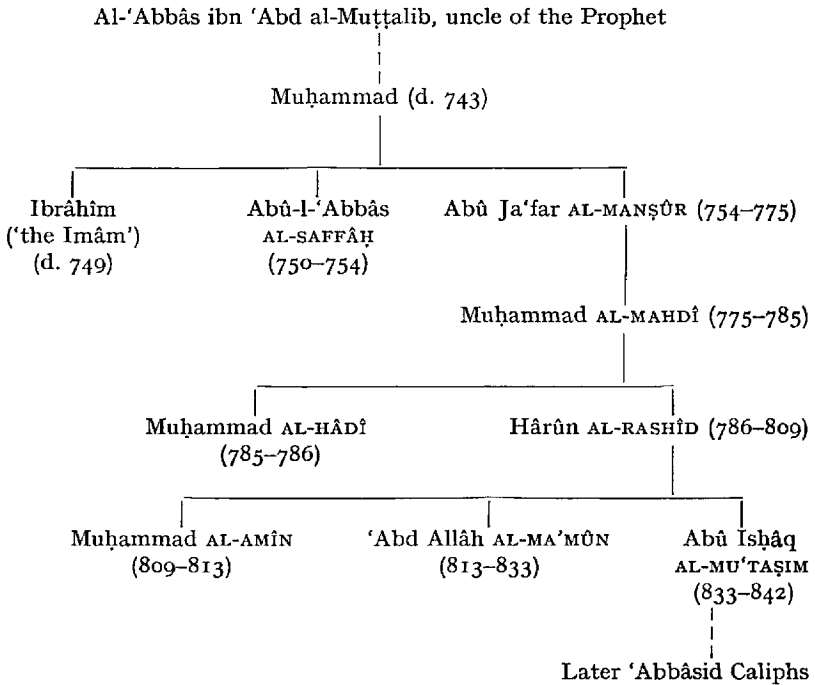 Al-‘Abbâs ibn ‘Abd al-Muṭṭalib, uncle of the Prophet
Muḥammad (d. 743)
Ibrâhîm
(‘the Imâm’)
(d. 749)
Abû-l-‘Abbâs
AL-SAFFÂḤ
(750–754)
Abû Ja‘far AL-MANṢÛR (754–775)
Muḥammad AL-MAHDÎ (775–785)
Muḥammad AL-HÂDÎ
(785–786)
Hârûn AL-RASHÎD (786–809)
Muḥammad AL-AMÎN
(809–813)
‘Abd Allâh AL-MA’MÛN
(813–833)
Abû Isḥâq
AL-MU‘TAṢIM
(833–842)
Later ‘Abbâsid Caliphs